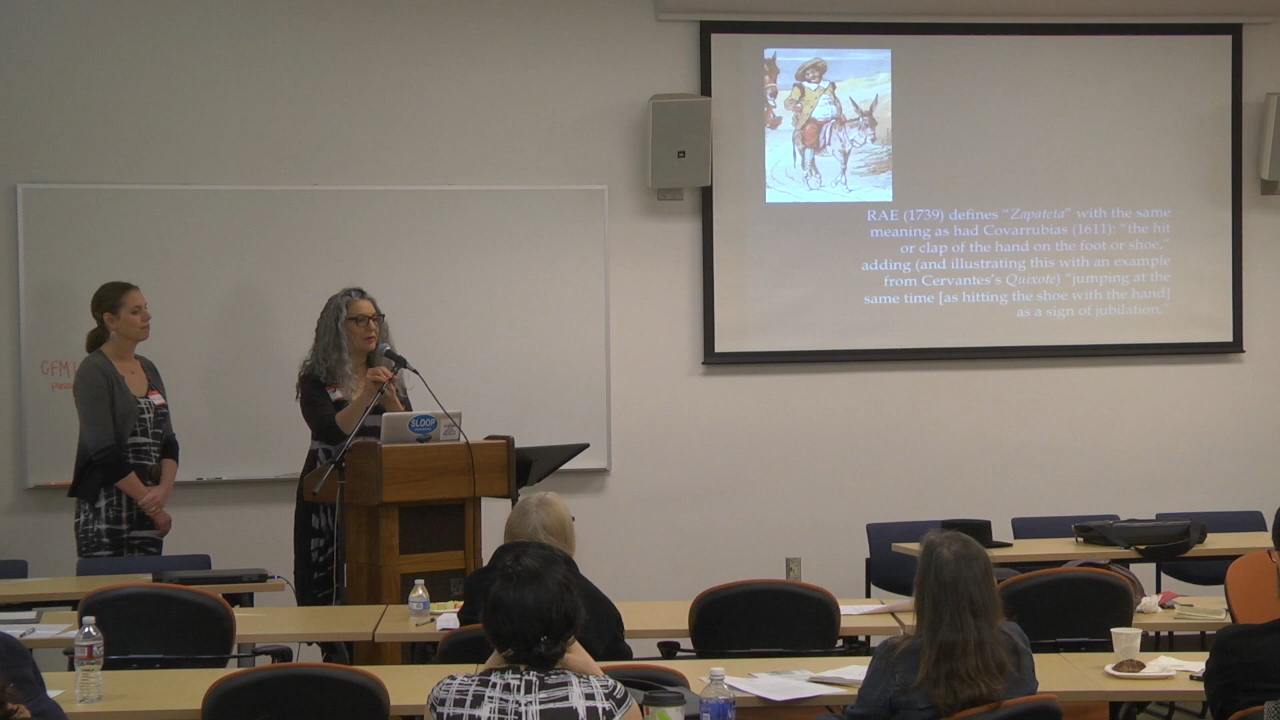 RAE (1739) defines "Zapateta" with the same
meaning as had Covarrubias (1611): "the hit
or clap of the hand on the foot or shoe,"
adding (and illustrating this with an example
from Cervantes's Quixote) "jumping at the
same time [as hitting the shoe with the hand]
as a sign of jubilation."
GFM
SLOOP